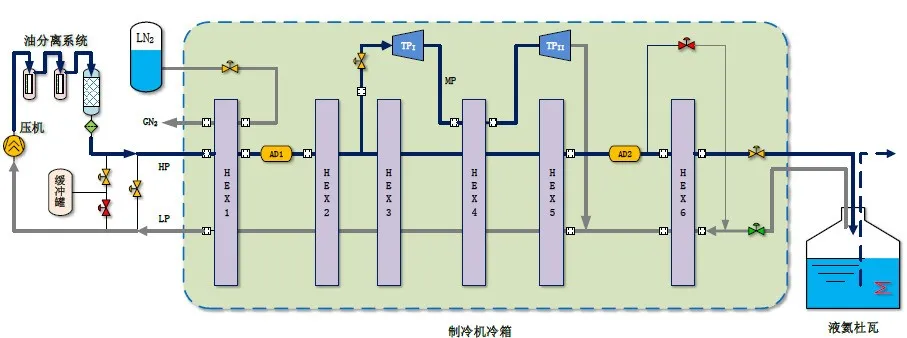 油分离系统
LN2
TPI
TPII
MP
GN2
压机
HP
AD1
AD2
缓冲罐
HEX1
HEX2
HEX3
HEX4
HEX5
HEX6
LP
制冷机冷箱
液氦杜瓦